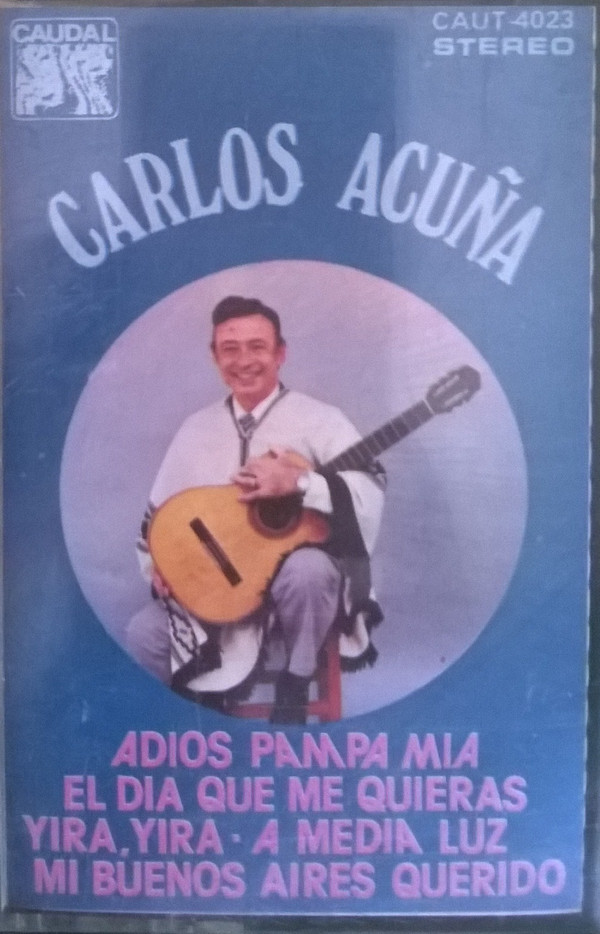 CAUDAL
CAUT-4023
STEREO
CARLOS ACUÑA
ADIOS PAMPA MIA
EL DIA QUE ME QUIERAS
YIRA, YIRA · A MEDIA LUZ
MI BUENOS AIRES QUERIDO